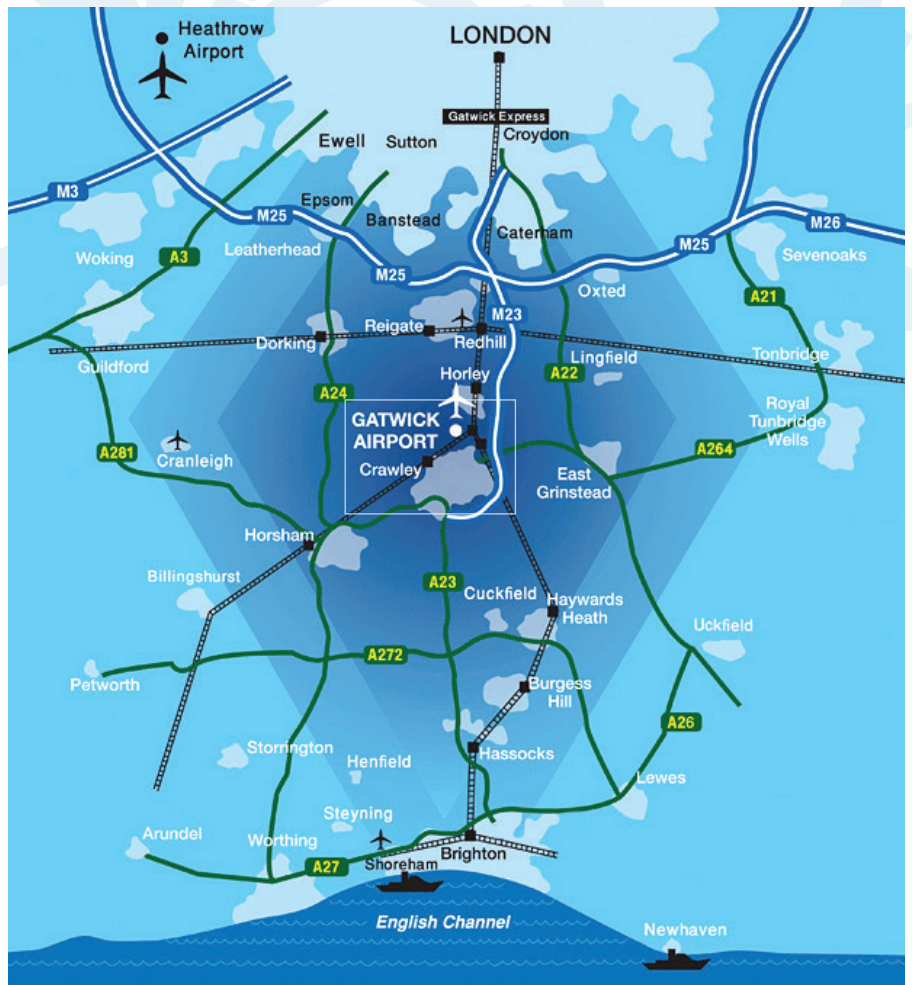 Heathrow
Airport
LONDON
Gatwick Express
Ewell
Sutton
Croydon
M3
Epsom
M25
Banstead
Caterham
M26
Leatherhead
M25
Sevenoaks
Woking
A3
M25
Oxted
A21
M23
Reigate
Redhill
Dorking
Guildford
Lingfield
Tonbridge
Horley
A22
A24
Royal
Tunbridge
Wells
GATWICK
AIRPORT
A281
Cranleigh
A264
Crawley
East
Grinstead
Horsham
Billingshurst
A23
Cuckfield
Haywards
Heath
Uckfield
A272
Petworth
Burgess
Hill
A26
Storrington
Hassocks
Henfield
Lewes
Steyning
Arundel
Worthing
Brighton
A27
Shoreham
English Channel
Newhaven